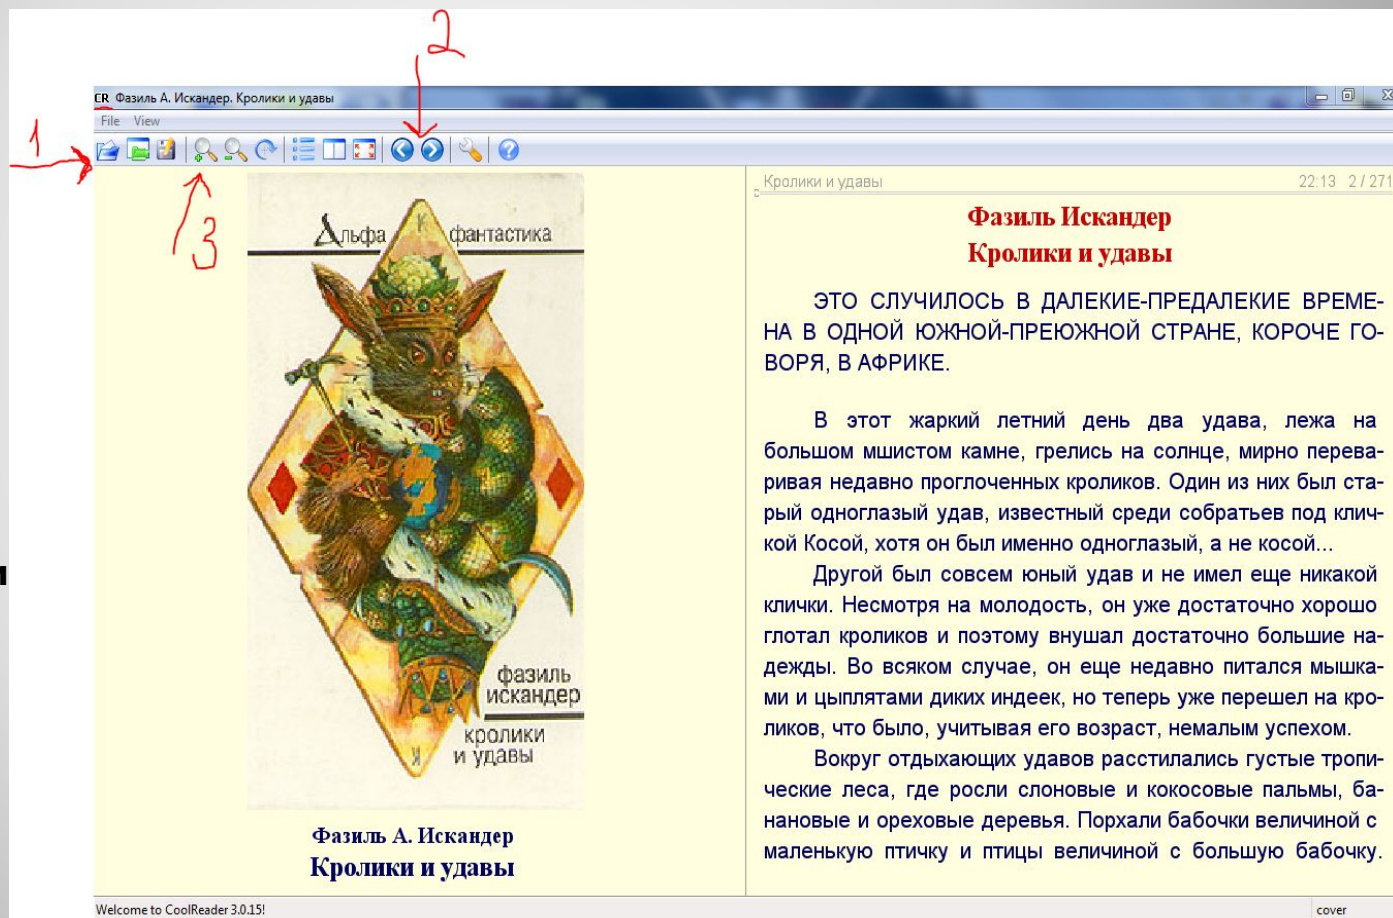 2
CR Фазиль А. Искандер. Кролики и удавы
File View
1
3
Альфа К фантастика
фазиль
искандер
кролики
и удавы
К
Фазиль А. Искандер
Кролики и удавы
Кролики и удавы 22:13 2 / 271
Фазиль Искандер
Кролики и удавы
ЭТО СЛУЧИЛОСЬ В ДАЛЕКИЕ-ПРЕДАЛЕКИЕ ВРЕМЕ-
НА В ОДНОЙ ЮЖНОЙ-ПРЕЮЖНОЙ СТРАНЕ, КОРОЧЕ ГО-
ВОРЯ, В АФРИКЕ.
В этот жаркий летний день два удава, лежа на
большом мшистом камне, грелись на солнце, мирно перева-
ривая недавно проглоченных кроликов. Один из них был ста-
рый одноглазый удав, известный среди собратьев под клич-
кой Косой, хотя он был именно одноглазый, а не косой...
Другой был совсем юный удав и не имел еще никакой
клички. Несмотря на молодость, он уже достаточно хорошо
глотал кроликов и поэтому внушал достаточно большие на-
дежды. Во всяком случае, он еще недавно питался мышка-
ми и цыплятами диких индеек, но теперь уже перешел на кро-
ликов, что было, учитывая его возраст, немалым успехом.
Вокруг отдыхающих удавов расстилались густые тропи-
ческие леса, где росли слоновые и кокосовые пальмы, ба-
нановые и ореховые деревья. Порхали бабочки величиной с
маленькую птичку и птицы величиной с большую бабочку.
Welcome to CoolReader 3.0.15! cover